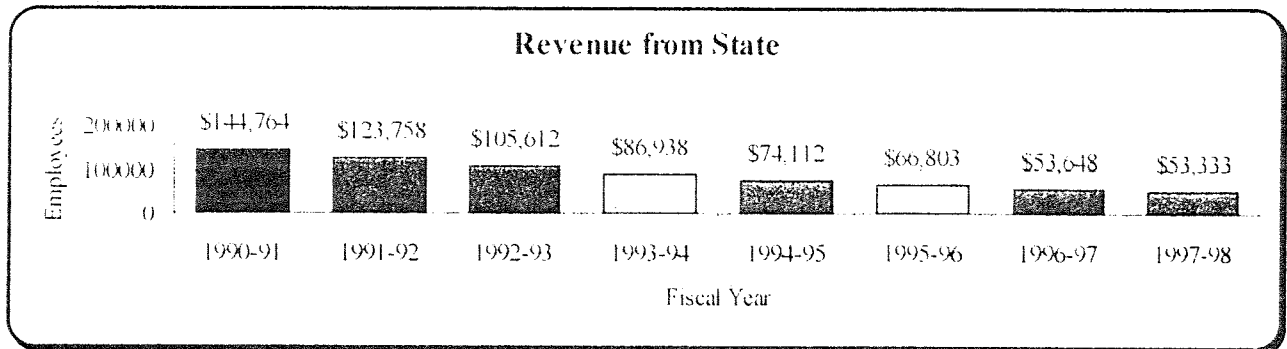 Revenue from State
Employees
200000
100000
0
$144,764 $123,758 $105,612 $86,938 $74,112 $66,803 $53,648 $53,333
1990-91 1991-92 1992-93 1993-94 1994-95 1995-96 1996-97 1997-98
Fiscal Year